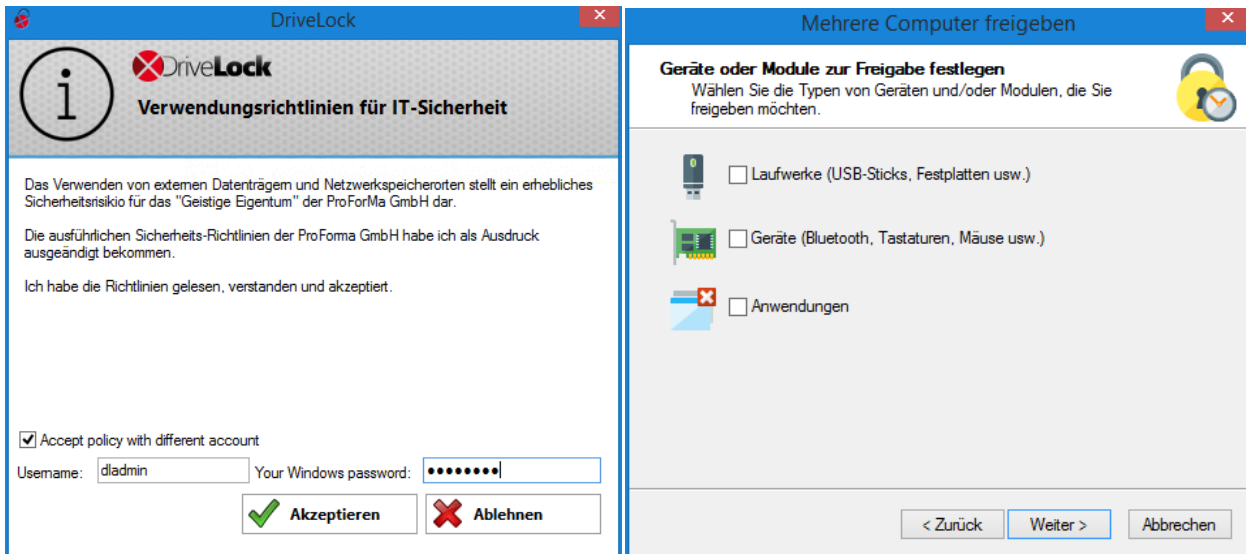 DriveLock
DriveLock
Verwendungsrichtlinien für IT-Sicherheit
Das Verwenden von externen Datenträgern und Netzwerkspeicherorten stellt ein erhebliches
Sicherheitsrisikio für das "Geistige Eigentum" der ProForMa GmbH dar.
Die ausführlichen Sicherheits-Richtlinien der ProForma GmbH habe ich als Ausdruck
ausgeändigt bekommen.
Ich habe die Richtlinien gelesen, verstanden und akzeptiert.
Accept policy with different account
Username: dladmin Your Windows password: ••••••••
Akzeptieren Ablehnen
Mehrere Computer freigeben
Geräte oder Module zur Freigabe festlegen
Wählen Sie die Typen von Geräten und/oder Modulen, die Sie
freigeben möchten.
Laufwerke (USB-Sticks, Festplatten usw.)
Geräte (Bluetooth, Tastaturen, Mäuse usw.)
Anwendungen
< Zurück Weiter > Abbrechen